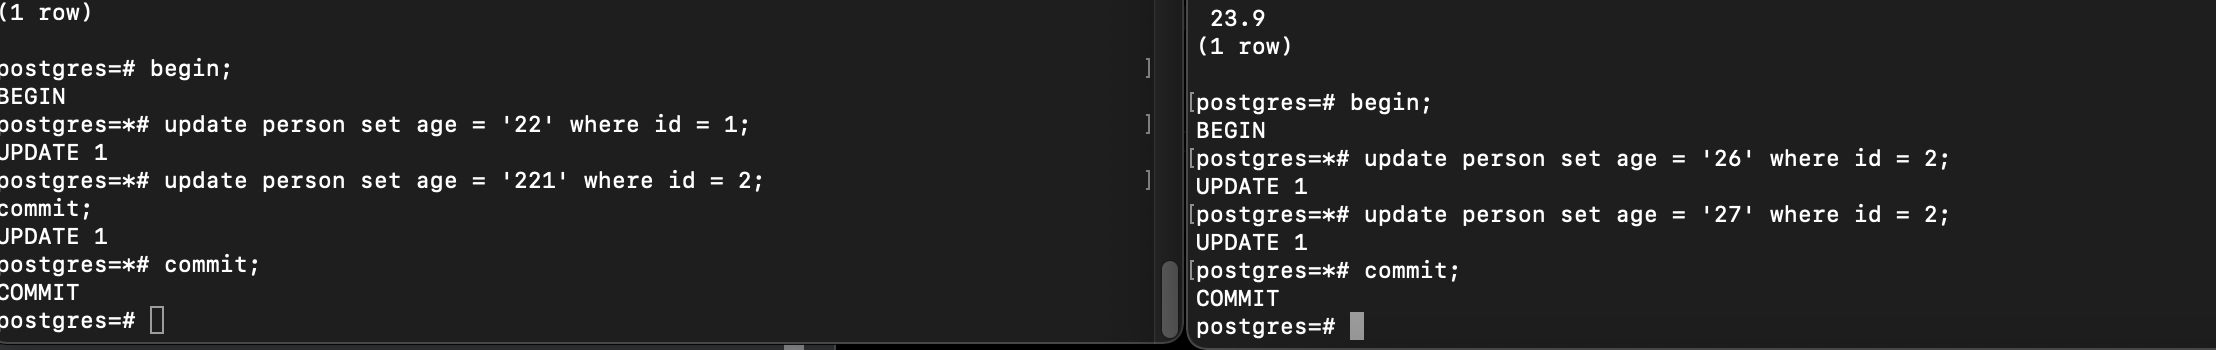 (1 row)
postgres=# begin;
BEGIN
postgres=*# update person set age = '22' where id = 1;
UPDATE 1
postgres=*# update person set age = '221' where id = 2;
commit;
UPDATE 1
postgres=*# commit;
COMMIT
postgres=#
23.9
(1 row)
postgres=# begin;
BEGIN
postgres=*# update person set age = '26' where id = 2;
UPDATE 1
postgres=*# update person set age = '27' where id = 2;
UPDATE 1
postgres=*# commit;
COMMIT
postgres=#